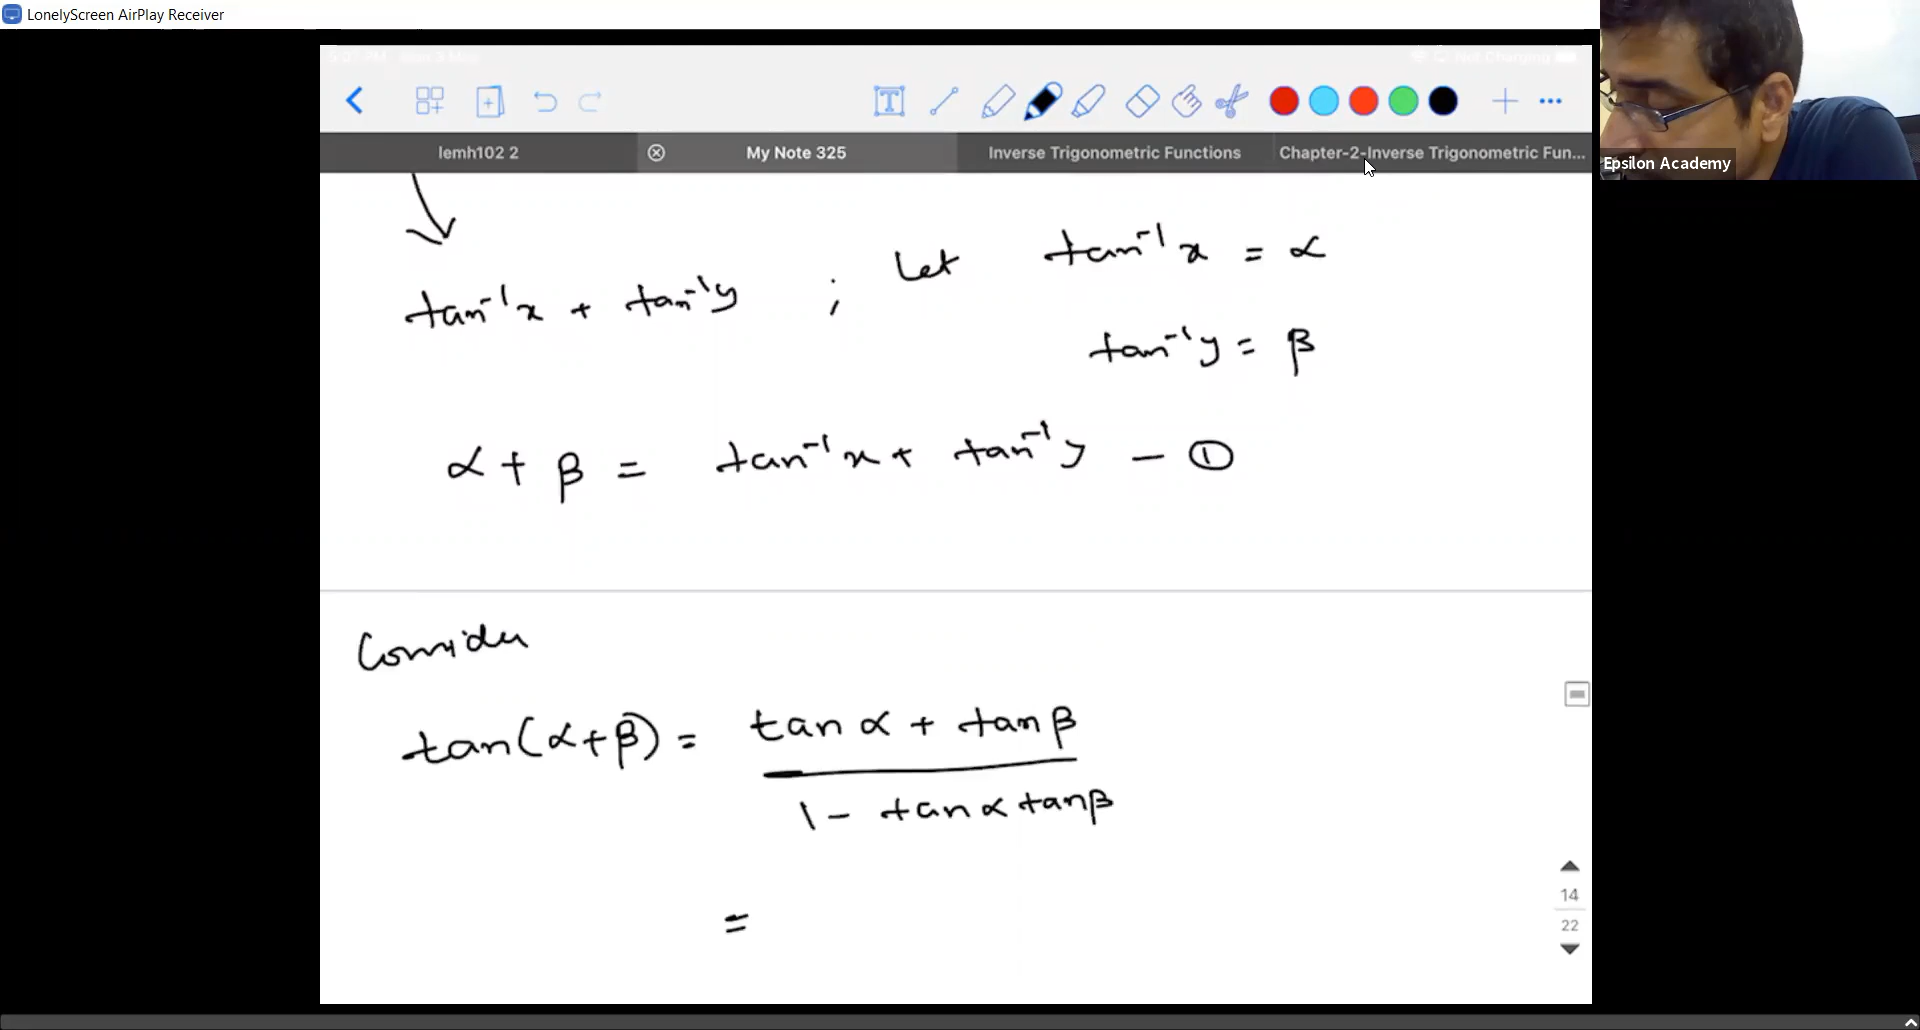 LonelyScreen AirPlay Receiver
lemh102 2
My Note 325
Inverse Trigonometric Functions
Chapter-2-Inverse Trigonometric Fun...
Epsilon Academy
tan⁻¹x + tan⁻¹y ; Let tan⁻¹x = α
tan⁻¹y = β
α + β = tan⁻¹x + tan⁻¹y — ①
Consider
tan(α+β) = tan α + tan β
1 - tan α tan β
=
14
22